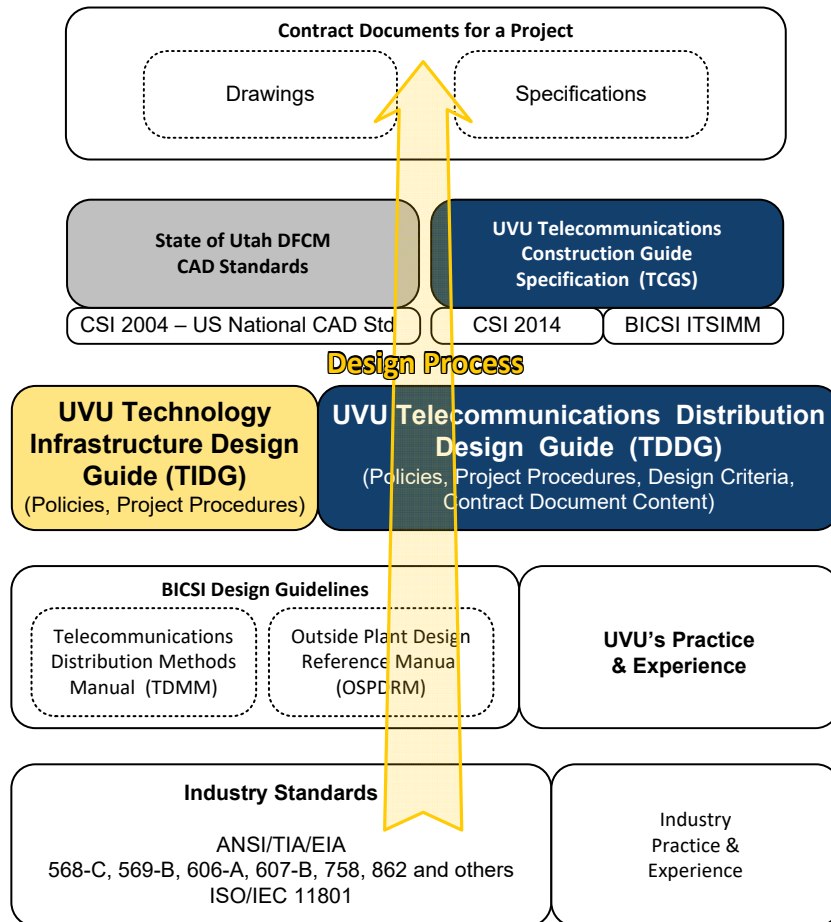 Contract Documents for a Project
Drawings
Specifications
State of Utah DFCM
CAD Standards
UVU Telecommunications
Construction Guide
Specification (TCGS)
CSI 2004 – US National CAD Std
CSI 2014
BICSI ITSIMM
Design Process
UVU Technology
Infrastructure Design
Guide (TIDG)
(Policies, Project Procedures)
UVU Telecommunications Distribution
Design Guide (TDDG)
(Policies, Project Procedures, Design Criteria,
Contract Document Content)
BICSI Design Guidelines
Telecommunications
Distribution Methods
Manual (TDMM)
Outside Plant Design
Reference Manual
(OSPDRM)
UVU’s Practice
& Experience
Industry Standards
ANSI/TIA/EIA
568-C, 569-B, 606-A, 607-B, 758, 862 and others
ISO/IEC 11801
Industry
Practice &
Experience